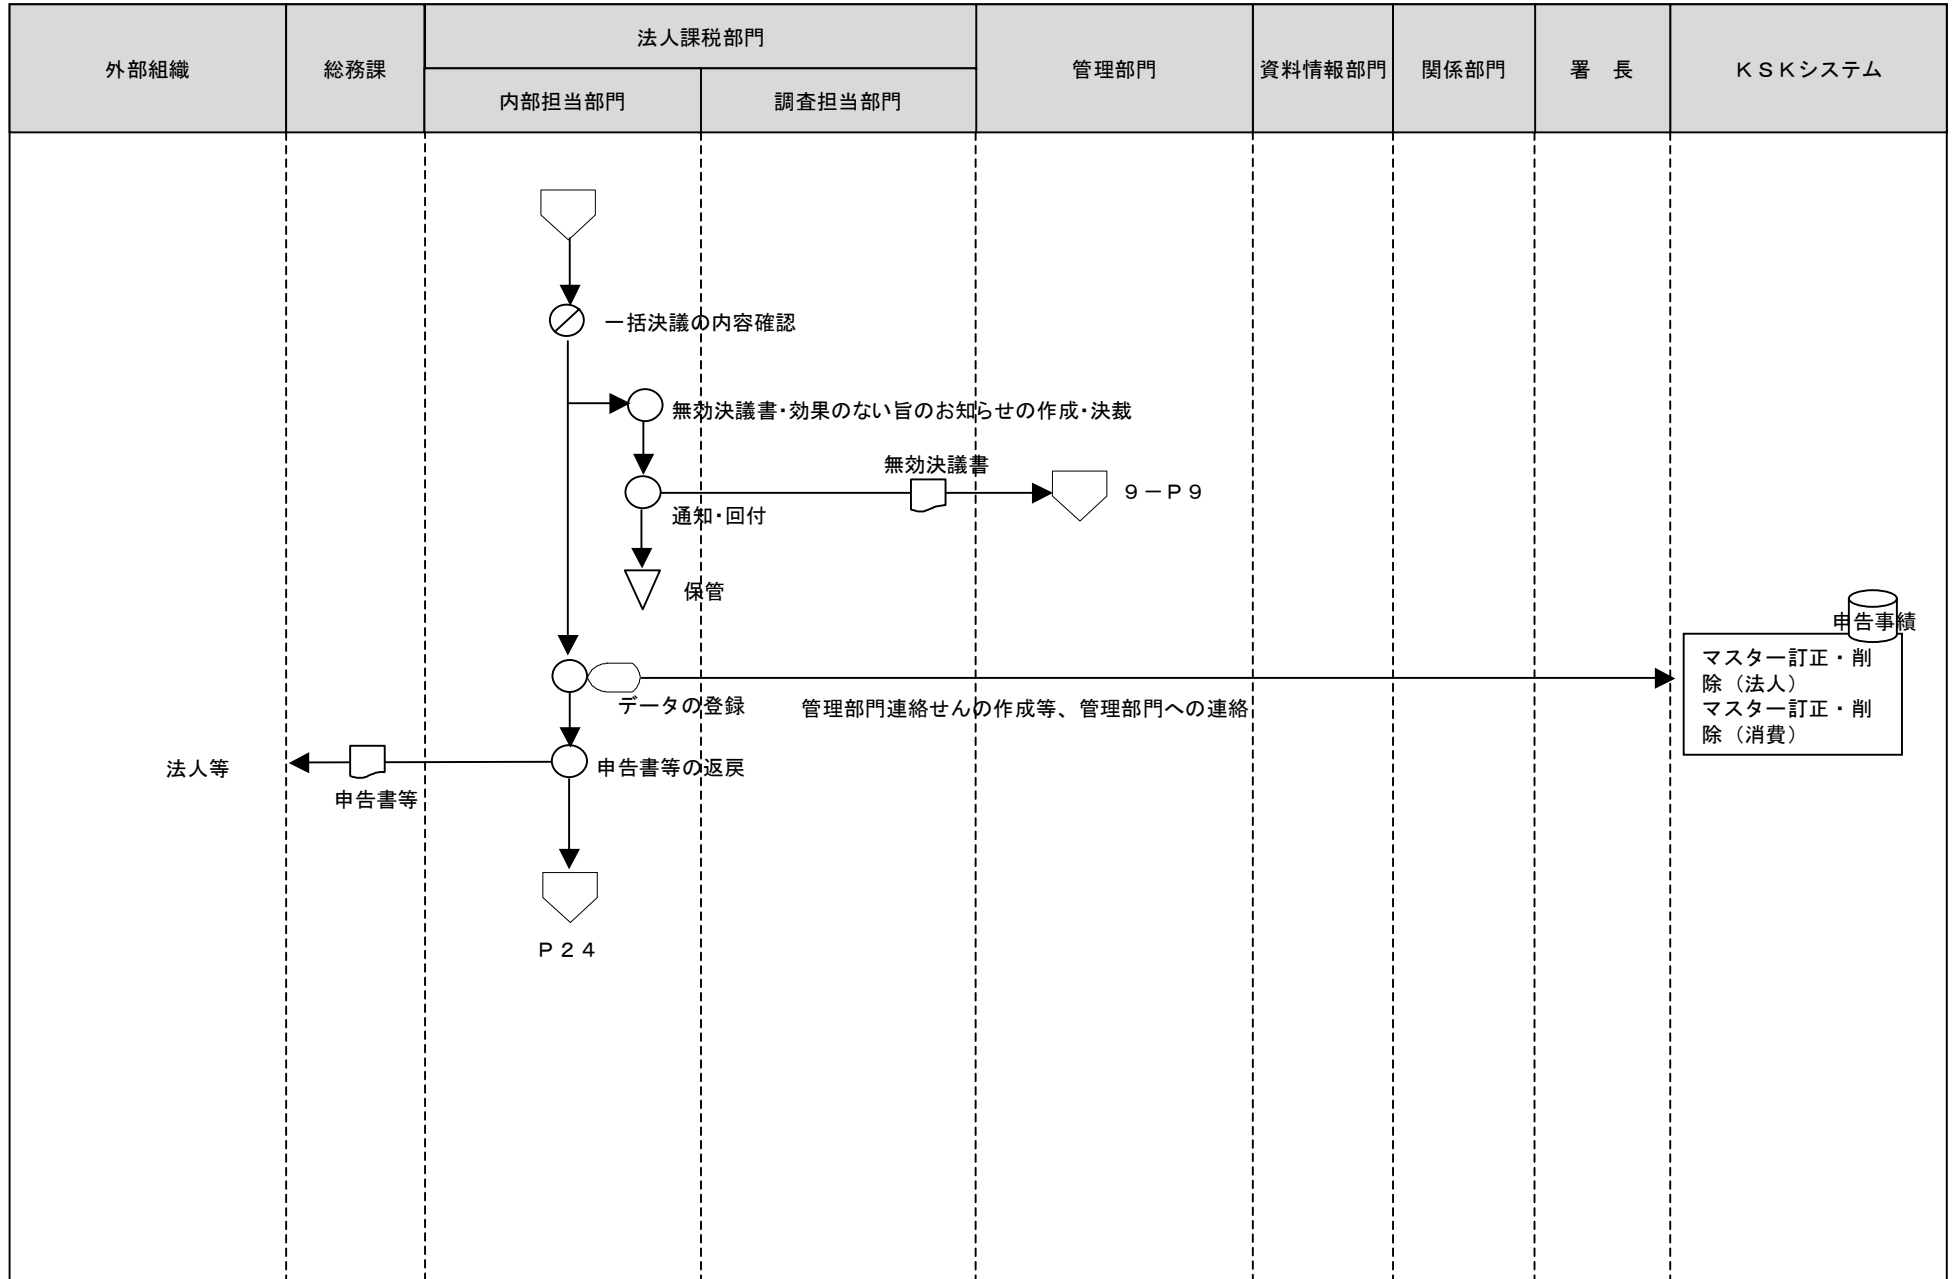 外部組織
総務課
法人課税部門
内部担当部門
調査担当部門
管理部門
資料情報部門
関係部門
署　長
ＫＳＫシステム
一括決議の内容確認
無効決議書・効果のない旨のお知らせの作成・決裁
無効決議書
９－Ｐ９
通知・回付
保管
申告事績
マスター訂正・削
除（法人）
マスター訂正・削
除（消費）
データの登録
管理部門連絡せんの作成等、管理部門への連絡
法人等
申告書等の返戻
申告書等
Ｐ２４